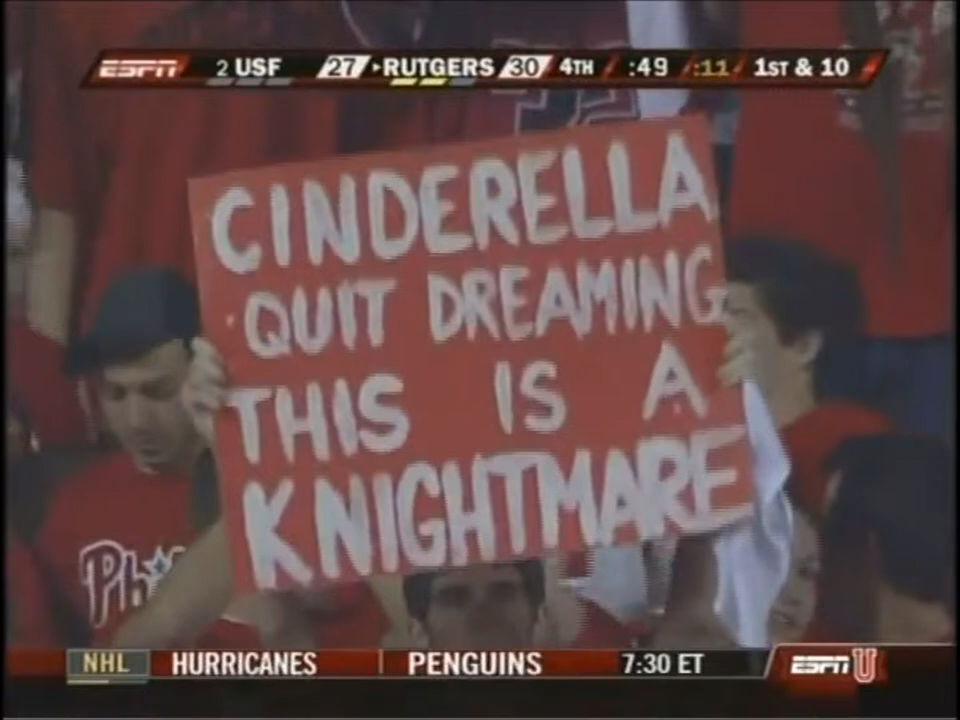 ESPN 2 USF 27 RUTGERS 30 4TH :49 :11 1ST & 10
CINDERELLA
QUIT DREAMING
THIS IS A
KNIGHTMARE
NHL HURRICANES PENGUINS 7:30 ET ESPN U